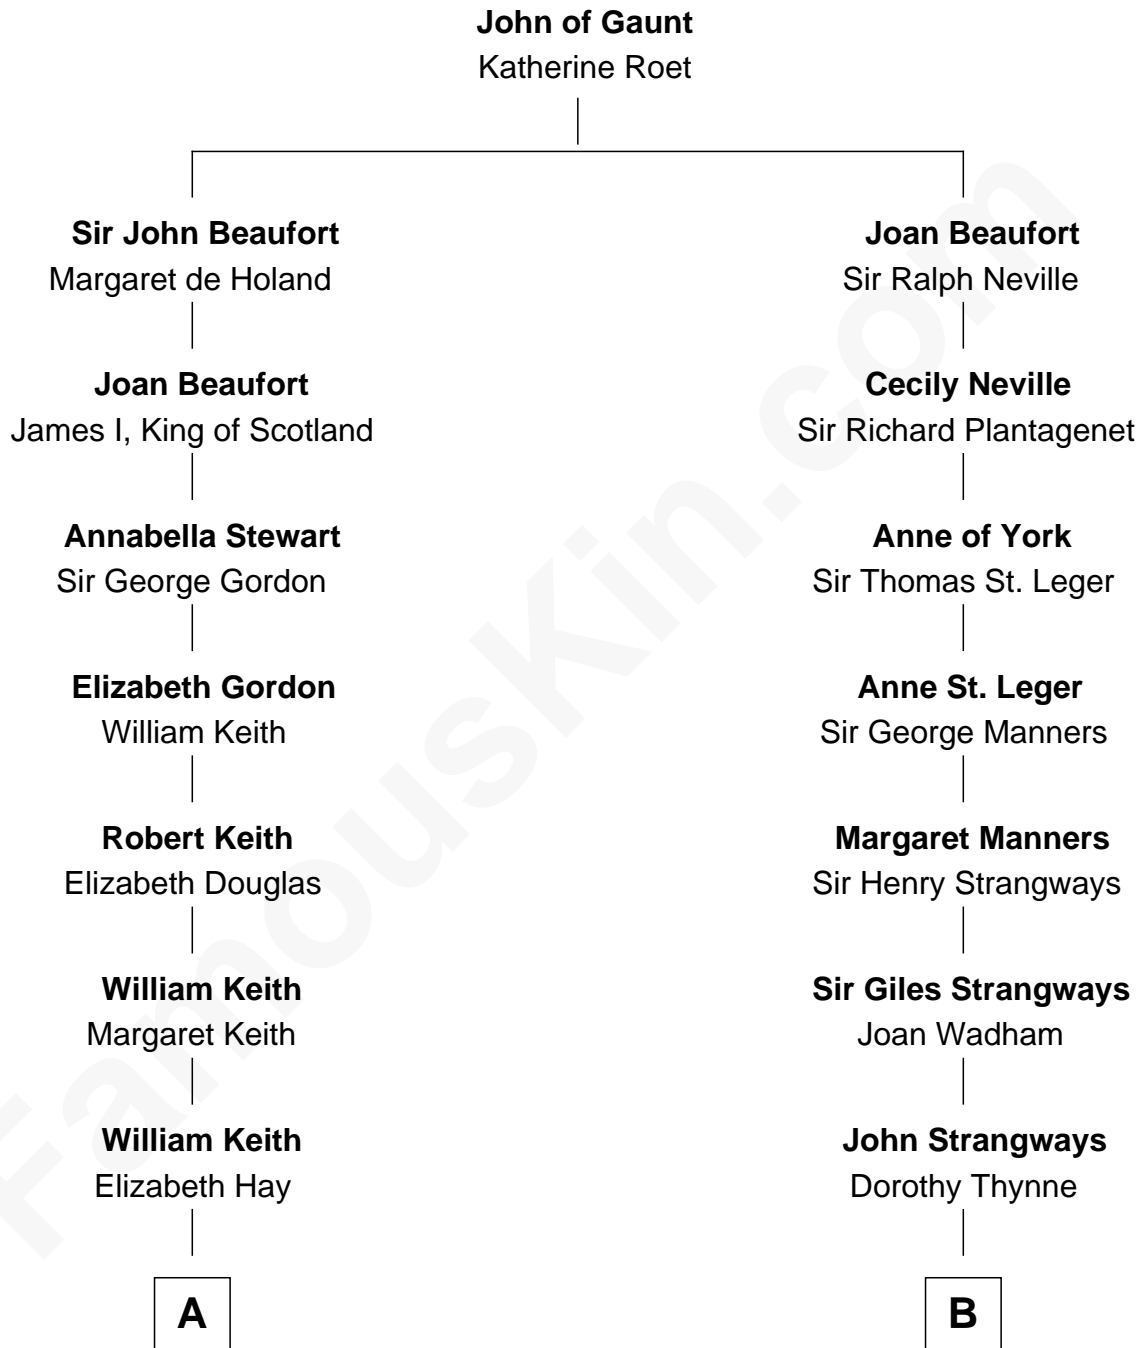 John of Gaunt
Katherine Roet
Sir John Beaufort
Margaret de Holand
Joan Beaufort
James I, King of Scotland
Annabella Stewart
Sir George Gordon
Elizabeth Gordon
William Keith
Robert Keith
Elizabeth Douglas
William Keith
Margaret Keith
William Keith
Elizabeth Hay
A
Joan Beaufort
Sir Ralph Neville
Cecily Neville
Sir Richard Plantagenet
Anne of York
Sir Thomas St. Leger
Anne St. Leger
Sir George Manners
Margaret Manners
Sir Henry Strangways
Sir Giles Strangways
Joan Wadham
John Strangways
Dorothy Thynne
B
FamousKin.com